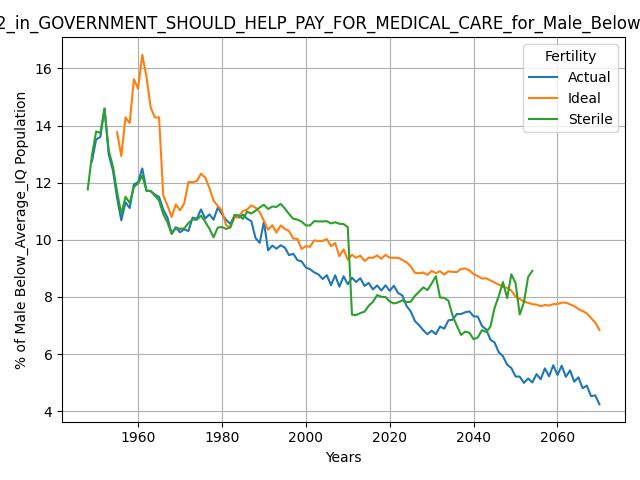 2_in_GOVERNMENT_SHOULD_HELP_PAY_FOR_MEDICAL_CARE_for_Male_Below
Fertility
Actual
Ideal
Sterile
% of Male Below_Average_IQ Population
16
14
12
10
8
6
4
1960
1980
2000
2020
2040
2060
Years